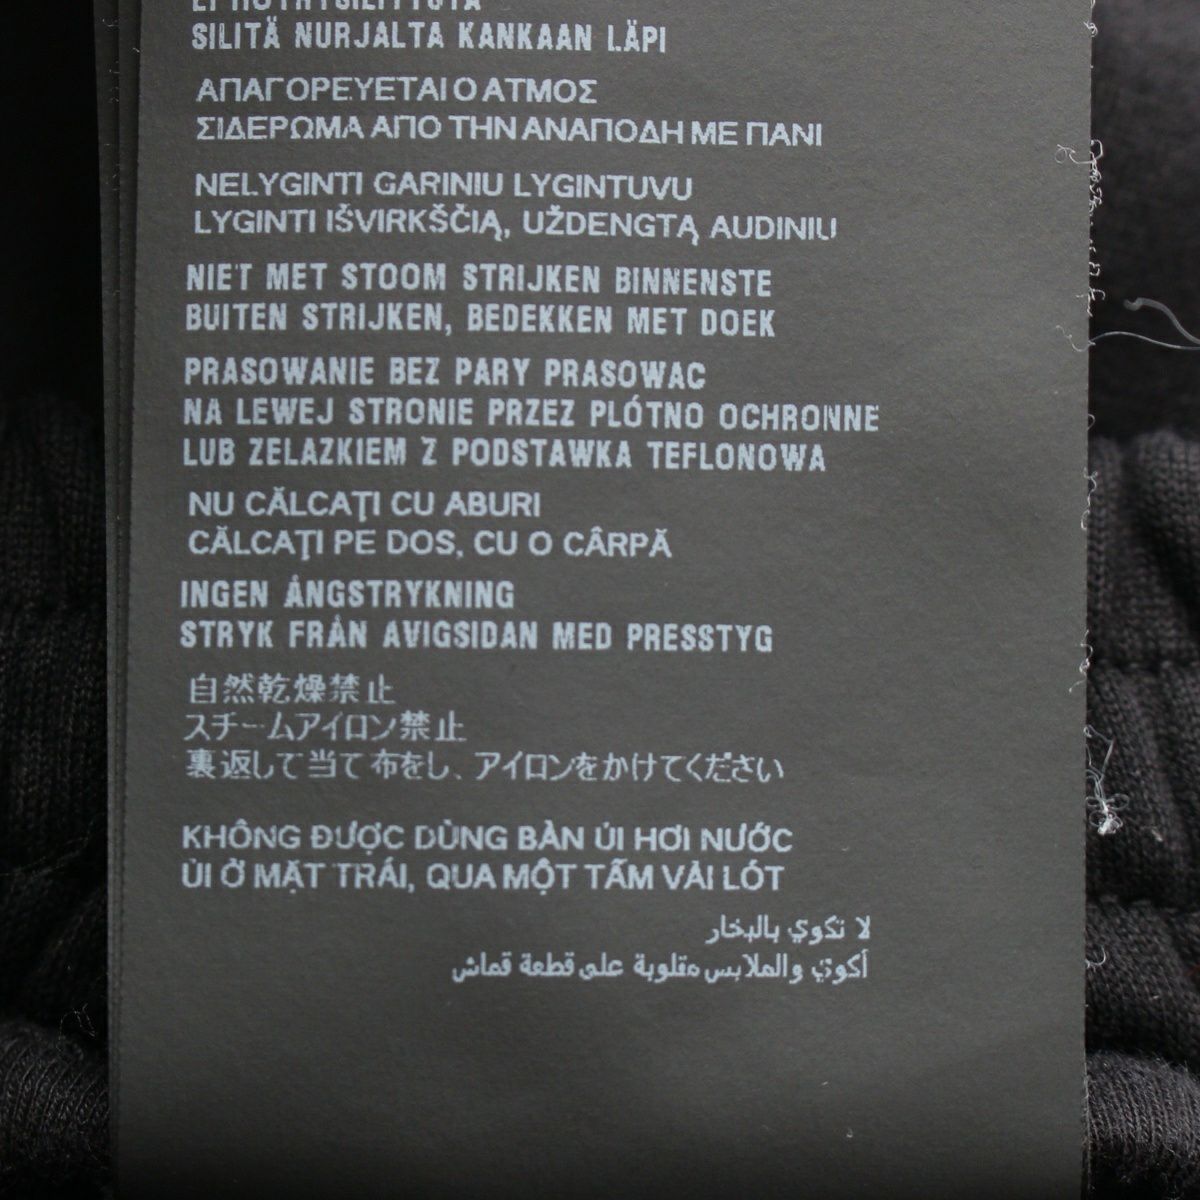 EI HÖYRYSILITYSTÄ
SILITÄ NURJALTA KANKAAN LÄPI
ΑΠΑΓΟΡΕΥΕΤΑΙ Ο ΑΤΜΟΣ
ΣΙΔΕΡΩΜΑ ΑΠΟ ΤΗΝ ΑΝΑΠΟΔΗ ΜΕ ΠΑΝΙ
NELYGINTI GARINIU LYGINTUVU
LYGINTI IŠVIRKŠČIĄ, UŽDENGTĄ AUDINIU
NIET MET STOOM STRIJKEN BINNENSTE
BUITEN STRIJKEN, BEDEKKEN MET DOEK
PRASOWANIE BEZ PARY PRASOWAC
NA LEWEJ STRONIE PRZEZ PLÓTNO OCHRONNE
LUB ZELAZKIEM Z PODSTAWKA TEFLONOWA
NU CĂLCAŢI CU ABURI
CĂLCAŢI PE DOS, CU O CÂRPĂ
INGEN ÅNGSTRYKNING
STRYK FRÅN AVIGSIDAN MED PRESSTYG
自然乾燥禁止
スチームアイロン禁止
裏返して当て布をし、アイロンをかけてください
KHÔNG ĐƯỢC DÙNG BÀN ỦI HƠI NƯỚC
ỦI Ở MẶT TRÁI, QUA MỘT TẤM VẢI LÓT
لا تكوي بالبخار
أكوي والملابس مقلوبة على قطعة قماش